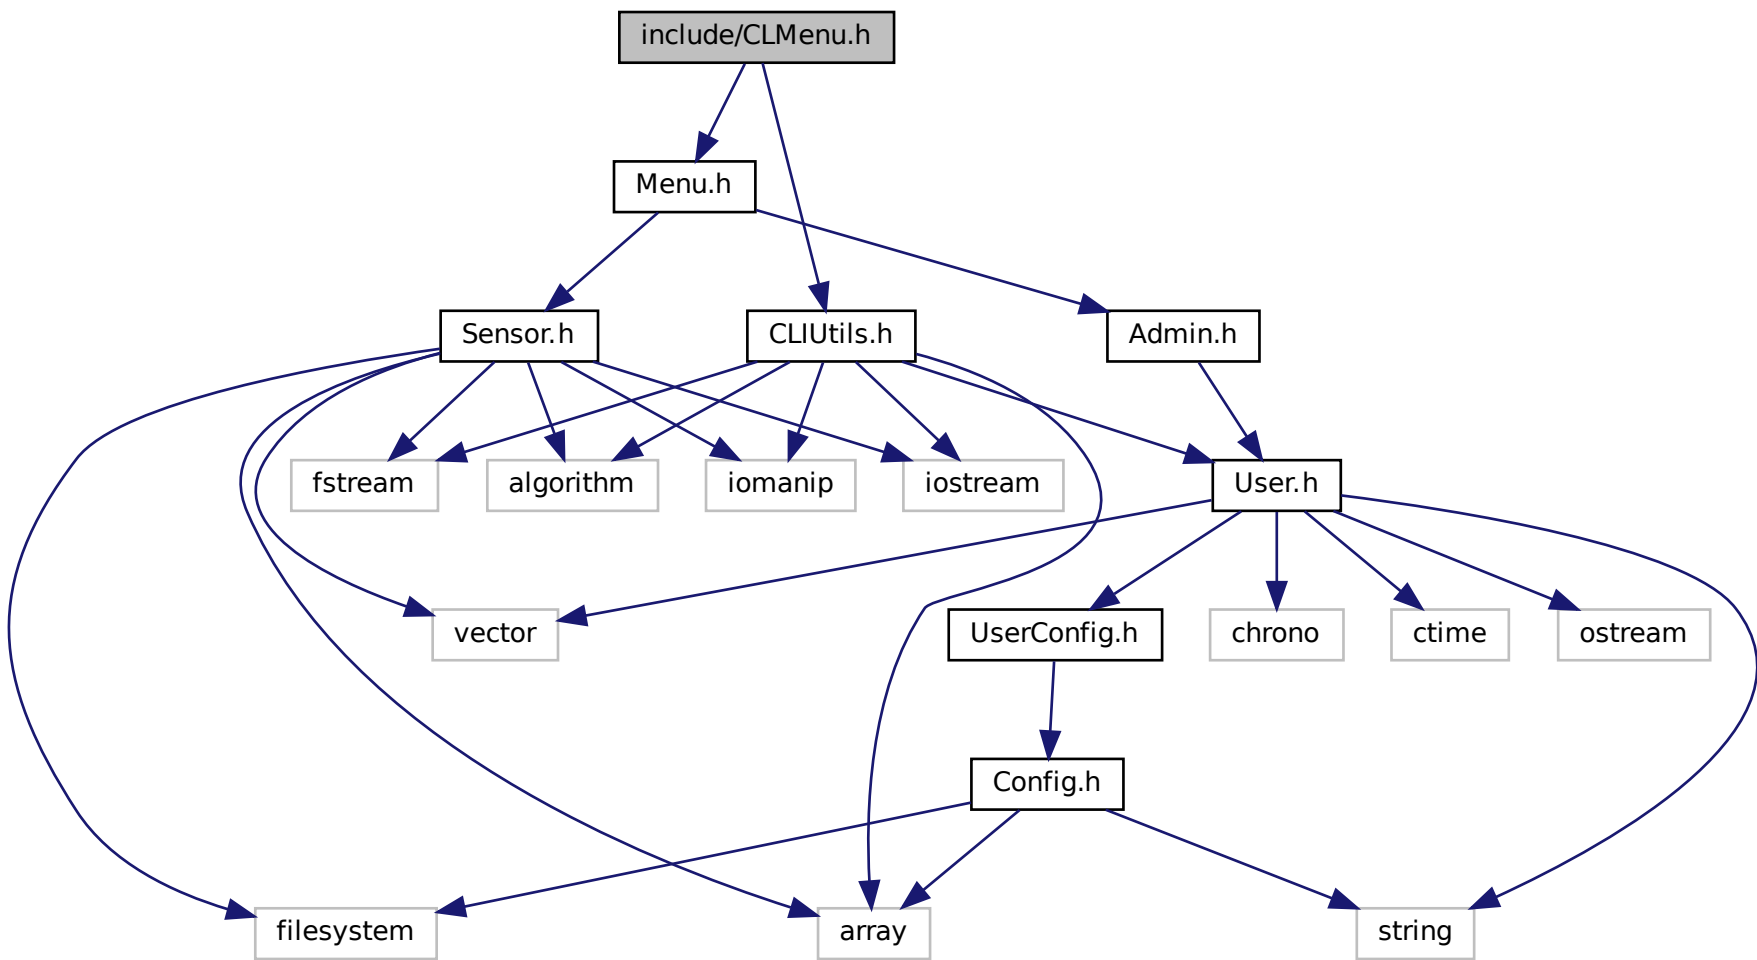 include/CLMenu.h
Menu.h
Sensor.h
CLIUtils.h
Admin.h
fstream
algorithm
iomanip
iostream
User.h
vector
UserConfig.h
chrono
ctime
ostream
Config.h
filesystem
array
string